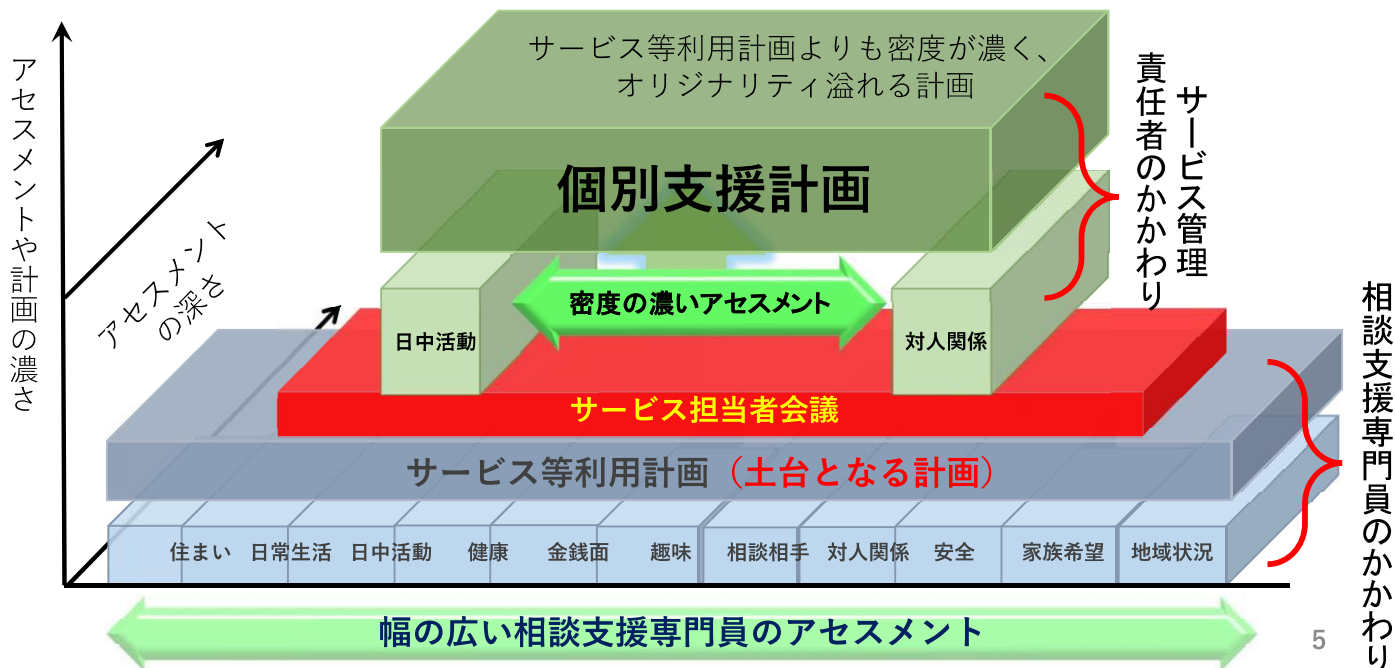 サービス等利用計画よりも密度が濃く、
オリジナリティ溢れる計画
個別支援計画
サービス管理
責任者のかかわり
アセスメントや計画の濃さ
アセスメント
の深さ
密度の濃いアセスメント
日中活動
対人関係
サービス担当者会議
サービス等利用計画（土台となる計画）
相談支援専門員のかかわり
住まい 日常生活 日中活動 健康 金銭面 趣味 相談相手 対人関係 安全 家族希望 地域状況
幅の広い相談支援専門員のアセスメント
5